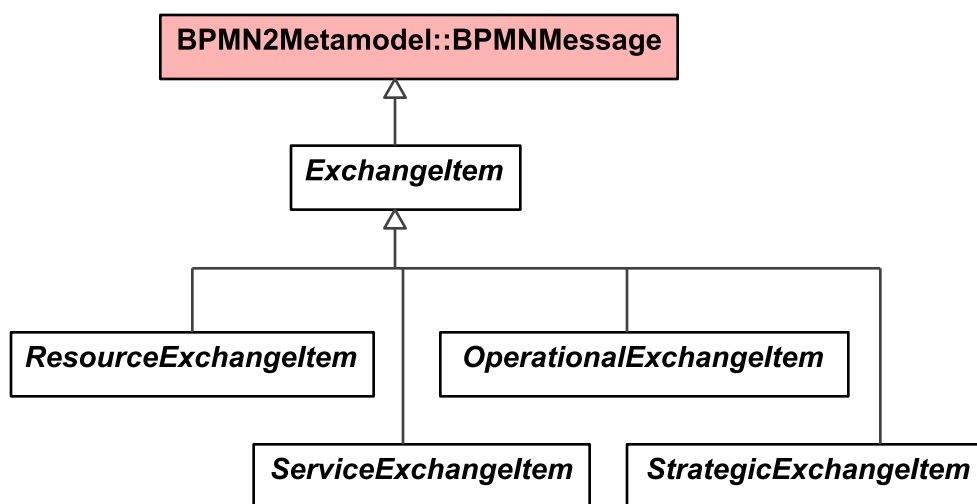 BPMN2Metamodel::BPMNMessage
ExchangeItem
ResourceExchangeItem
OperationalExchangeItem
ServiceExchangeItem
StrategicExchangeItem